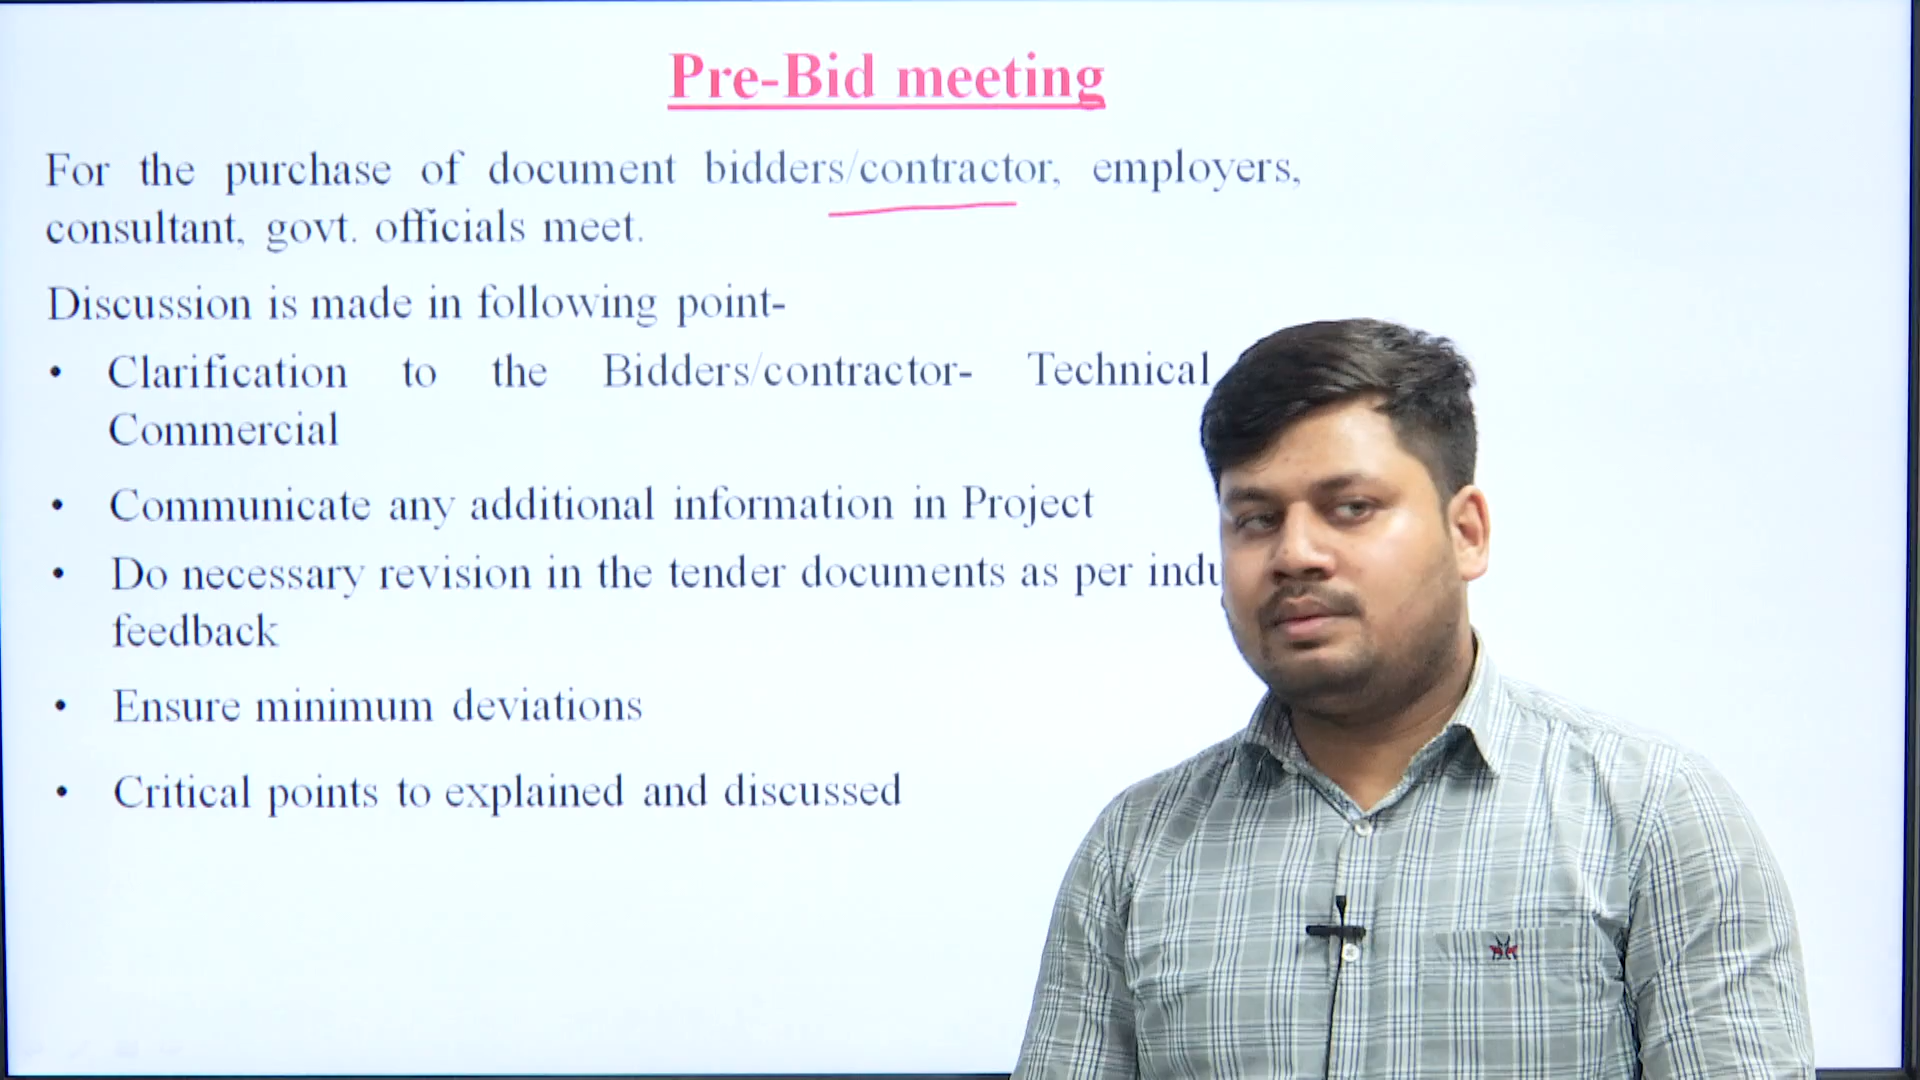 Pre-Bid meeting
For the purchase of document bidders/contractor, employers,
consultant, govt. officials meet.
Discussion is made in following point-
• Clarification to the Bidders/contractor- Technical
Commercial
• Communicate any additional information in Project
• Do necessary revision in the tender documents as per
feedback
• Ensure minimum deviations
• Critical points to explained and discussed